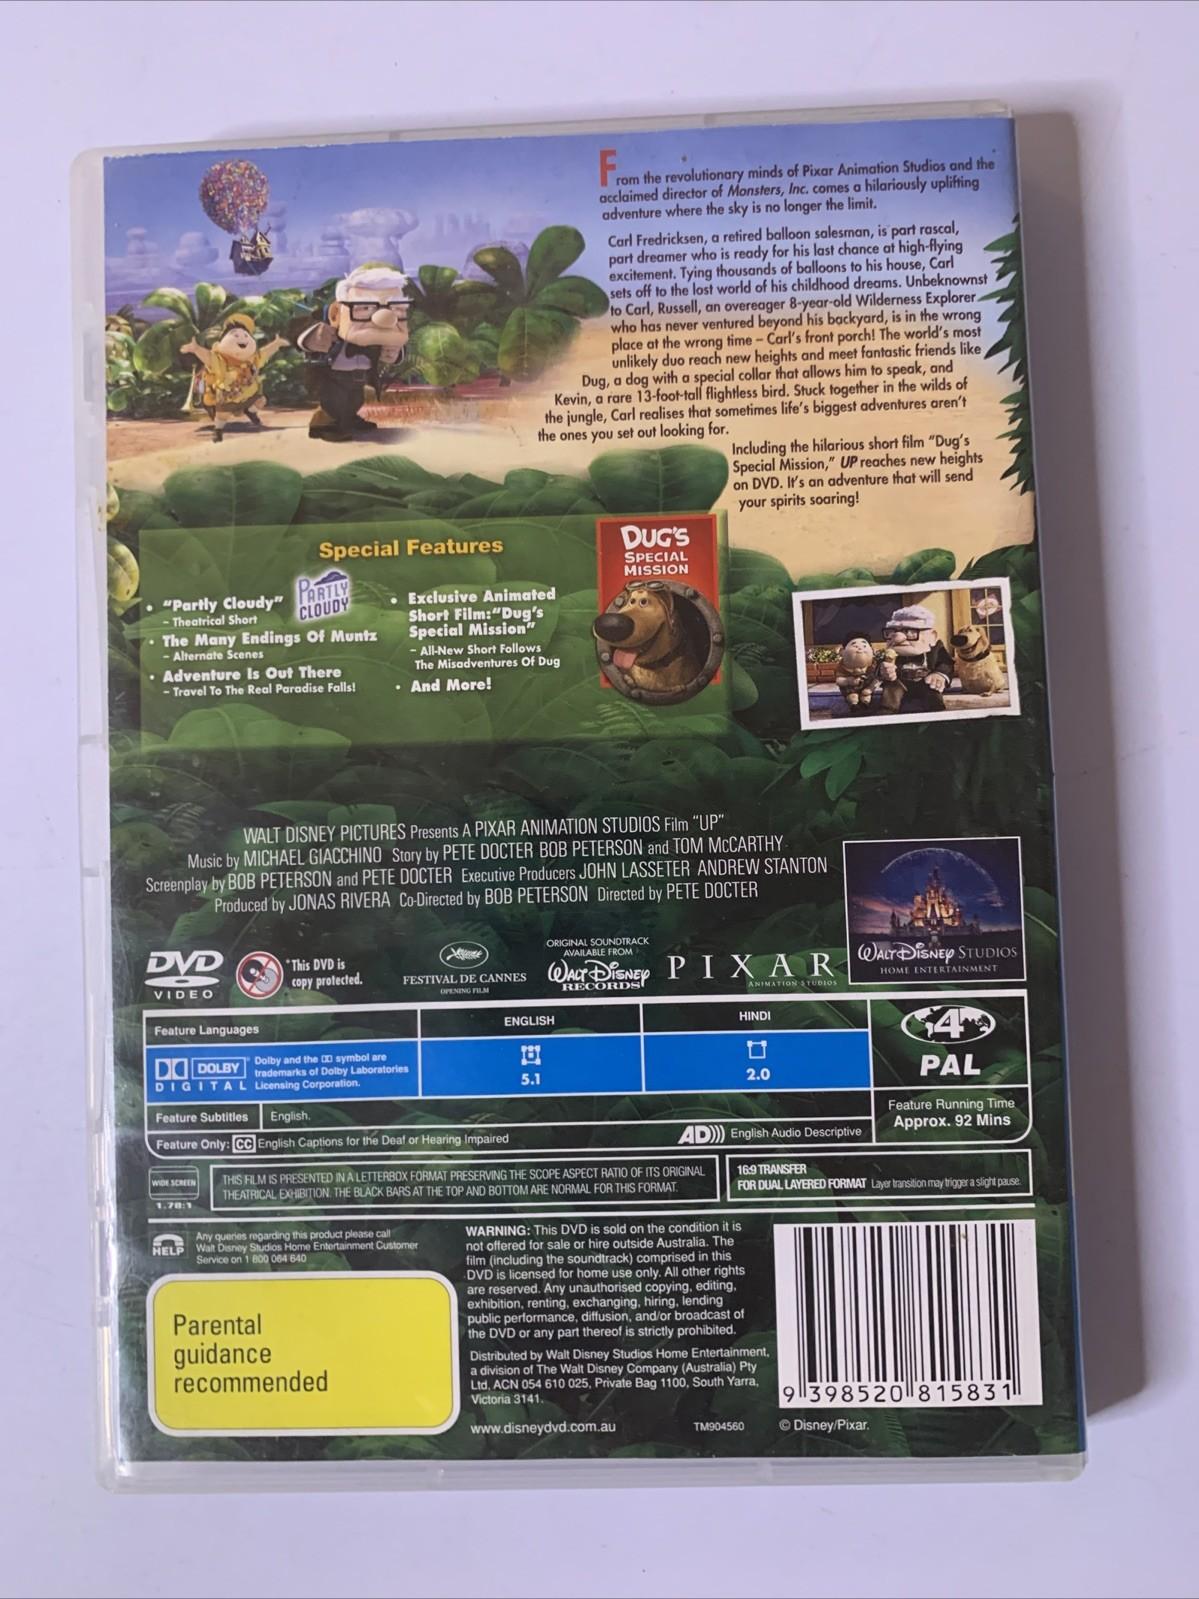 From the revolutionary minds of Pixar Animation Studios and the
acclaimed director of Monsters, Inc. comes a hilariously uplifting
adventure where the sky is no longer the limit.
Carl Fredricksen, a retired balloon salesman, is part rascal,
part dreamer who is ready for his last chance at high-flying
excitement. Tying thousands of balloons to his house, Carl
sets off to the lost world of his childhood dreams. Unbeknownst
to Carl, Russell, an overeager 8-year-old Wilderness Explorer
who has never ventured beyond his backyard, is in the wrong
place at the wrong time – Carl's front porch! The world's most
unlikely duo reach new heights and meet fantastic friends like
Dug, a dog with a special collar that allows him to speak, and
Kevin, a rare 13-foot-tall flightless bird. Stuck together in the wilds of
the jungle, Carl realises that sometimes life's biggest adventures aren't
the ones you set out looking for.
Including the hilarious short film "Dug's
Special Mission," UP reaches new heights
on DVD. It's an adventure that will send
your spirits soaring!
Special Features
• "Partly Cloudy"
– Theatrical Short
PARTLY
CLOUDY
• The Many Endings Of Muntz
– Alternate Scenes
• Adventure Is Out There
– Travel To The Real Paradise Falls!
• Exclusive Animated
Short Film:"Dug's
Special Mission"
– All-New Short Follows
The Misadventures Of Dug
• And More!
DUG'S
SPECIAL
MISSION
WALT DISNEY PICTURES Presents A PIXAR ANIMATION STUDIOS Film "UP"
Music by MICHAEL GIACCHINO Story by PETE DOCTER BOB PETERSON and TOM McCARTHY
Screenplay by BOB PETERSON and PETE DOCTER Executive Producers JOHN LASSETER ANDREW STANTON
Produced by JONAS RIVERA Co-Directed by BOB PETERSON Directed by PETE DOCTER
WALT DISNEY STUDIOS
HOME ENTERTAINMENT
DVD
VIDEO
*This DVD is
copy protected.
FESTIVAL DE CANNES
OPENING FILM
ORIGINAL SOUNDTRACK
AVAILABLE FROM
WALT DISNEY
RECORDS
PIXAR
ANIMATION STUDIOS
Feature Languages
ENGLISH
HINDI
DOLBY
DIGITAL
Dolby and the DD symbol are
trademarks of Dolby Laboratories
Licensing Corporation.
5.1
2.0
4
PAL
Feature Subtitles
English.
Feature Running Time
Approx. 92 Mins
Feature Only: CC English Captions for the Deaf or Hearing Impaired
AD))) English Audio Descriptive
WIDE SCREEN
1.78:1
THIS FILM IS PRESENTED IN A LETTERBOX FORMAT PRESERVING THE SCOPE ASPECT RATIO OF ITS ORIGINAL
THEATRICAL EXHIBITION. THE BLACK BARS AT THE TOP AND BOTTOM ARE NORMAL FOR THIS FORMAT.
16:9 TRANSFER
FOR DUAL LAYERED FORMAT Layer transition may trigger a slight pause.
HELP
Any queries regarding this product please call
Walt Disney Studios Home Entertainment Customer
Service on 1 800 064 640
Parental
guidance
recommended
WARNING: This DVD is sold on the condition it is
not offered for sale or hire outside Australia. The
film (including the soundtrack) comprised in this
DVD is licensed for home use only. All other rights
are reserved. Any unauthorised copying, editing,
exhibition, renting, exchanging, hiring, lending
public performance, diffusion, and/or broadcast of
the DVD or any part thereof is strictly prohibited.
Distributed by Walt Disney Studios Home Entertainment,
a division of The Walt Disney Company (Australia) Pty
Ltd, ACN 054 610 025, Private Bag 1100, South Yarra,
Victoria 3141.
www.disneydvd.com.au
TM904560
9 398520 815831
© Disney/Pixar.